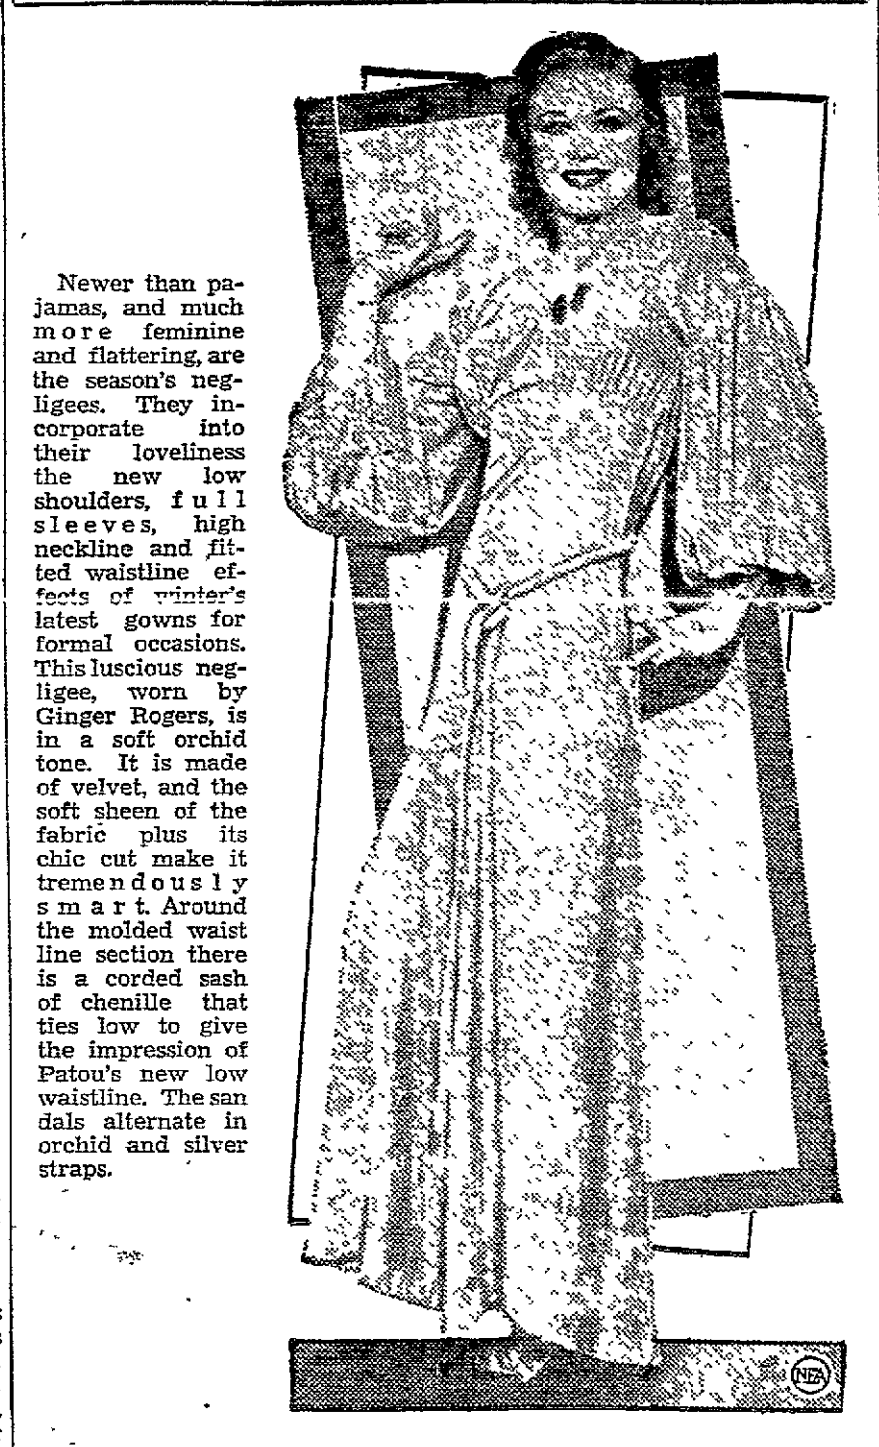 Newer than pa-
jamas, and much
more feminine
and flattering, are
the season's neg-
ligees. They in-
corporate into
their loveliness
the new low
shoulders, full
sleeves, high
neckline and fit-
ted waistline ef-
fects of winter's
latest gowns for
formal occasions.
This luscious neg-
ligee, worn by
Ginger Rogers, is
in a soft orchid
tone. It is made
of velvet, and the
soft sheen of the
fabric plus its
chic cut make it
tremendously
smart. Around
the molded waist
line section there
is a corded sash
of chenille that
ties low to give
the impression of
Patou's new low
waistline. The san
dals alternate in
orchid and silver
straps.
NEA